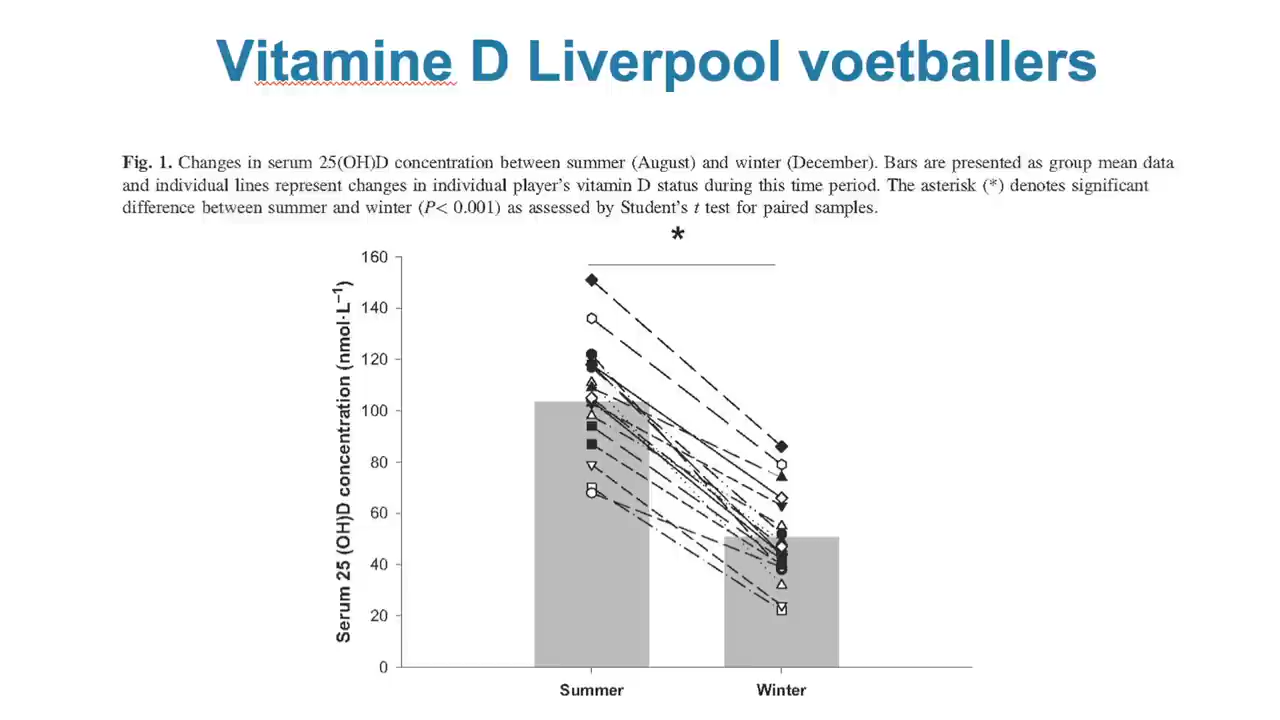 Vitamine D Liverpool voetballers
Fig. 1. Changes in serum 25(OH)D concentration between summer (August) and winter (December). Bars are presented as group mean data
and individual lines represent changes in individual player's vitamin D status during this time period. The asterisk (*) denotes significant
difference between summer and winter (P< 0.001) as assessed by Student's t test for paired samples.
*
Serum 25 (OH)D concentration (nmol·L⁻¹)
160
140
120
100
80
60
40
20
0
Summer Winter